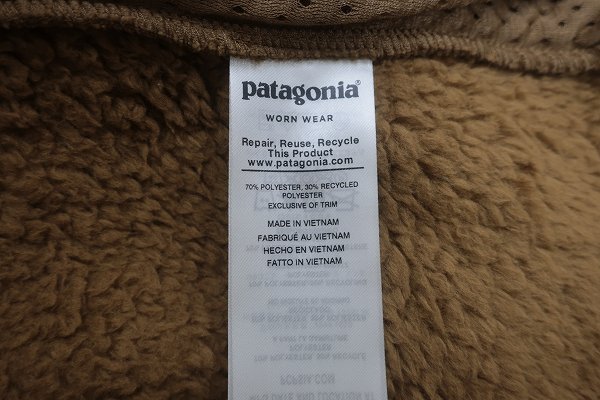 patagonia®
WORN WEAR
Repair, Reuse, Recycle
This Product
www.patagonia.com
70% POLYESTER, 30% RECYCLED
POLYESTER
EXCLUSIVE OF TRIM
MADE IN VIETNAM
FABRIQUÉ AU VIETNAM
HECHO EN VIETNAM
FATTO IN VIETNAM